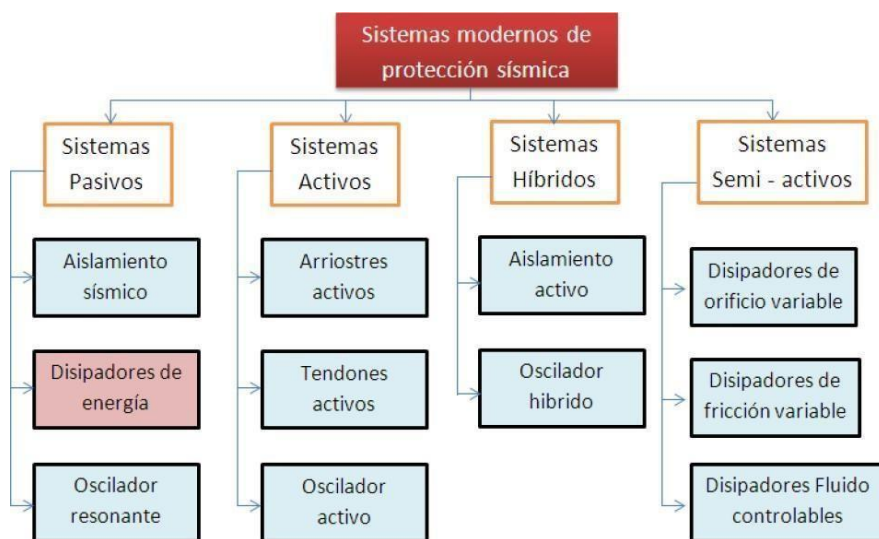 Sistemas modernos de
protección sísmica
Sistemas
Pasivos
Sistemas
Activos
Sistemas
Híbridos
Sistemas
Semi - activos
Aislamiento
sísmico
Disipadores de
energía
Oscilador
resonante
Arriostres
activos
Tendones
activos
Oscilador
activo
Aislamiento
activo
Oscilador
hibrido
Disipadores de
orificio variable
Disipadores de
fricción variable
Disipadores Fluido
controlables